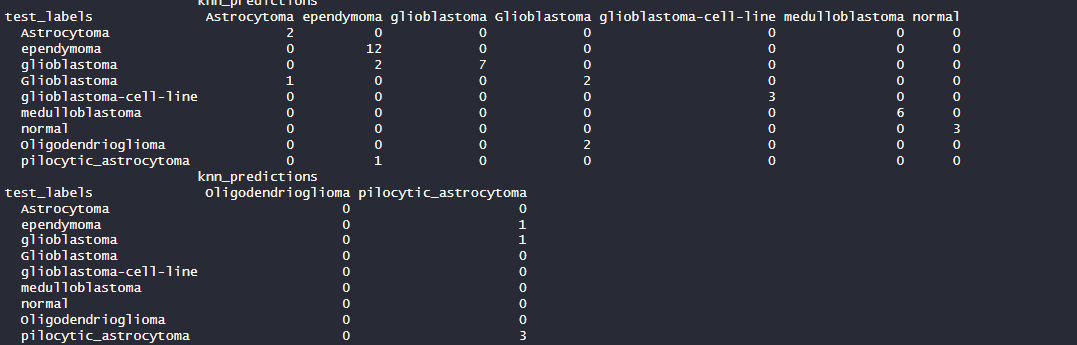 knn_predictions
test_labels Astrocytoma ependymoma glioblastoma Glioblastoma glioblastoma-cell-line medulloblastoma normal
Astrocytoma 2 0 0 0 0 0 0
ependymoma 0 12 0 0 0 0 0
glioblastoma 0 2 7 0 0 0 0
Glioblastoma 1 0 0 2 0 0 0
glioblastoma-cell-line 0 0 0 0 3 0 0
medulloblastoma 0 0 0 0 0 6 0
normal 0 0 0 0 0 0 3
Oligodendrioglioma 0 0 0 2 0 0 0
pilocytic_astrocytoma 0 1 0 0 0 0 0
knn_predictions
test_labels Oligodendrioglioma pilocytic_astrocytoma
Astrocytoma 0 0
ependymoma 0 1
glioblastoma 0 1
Glioblastoma 0 0
glioblastoma-cell-line 0 0
medulloblastoma 0 0
normal 0 0
Oligodendrioglioma 0 0
pilocytic_astrocytoma 0 3